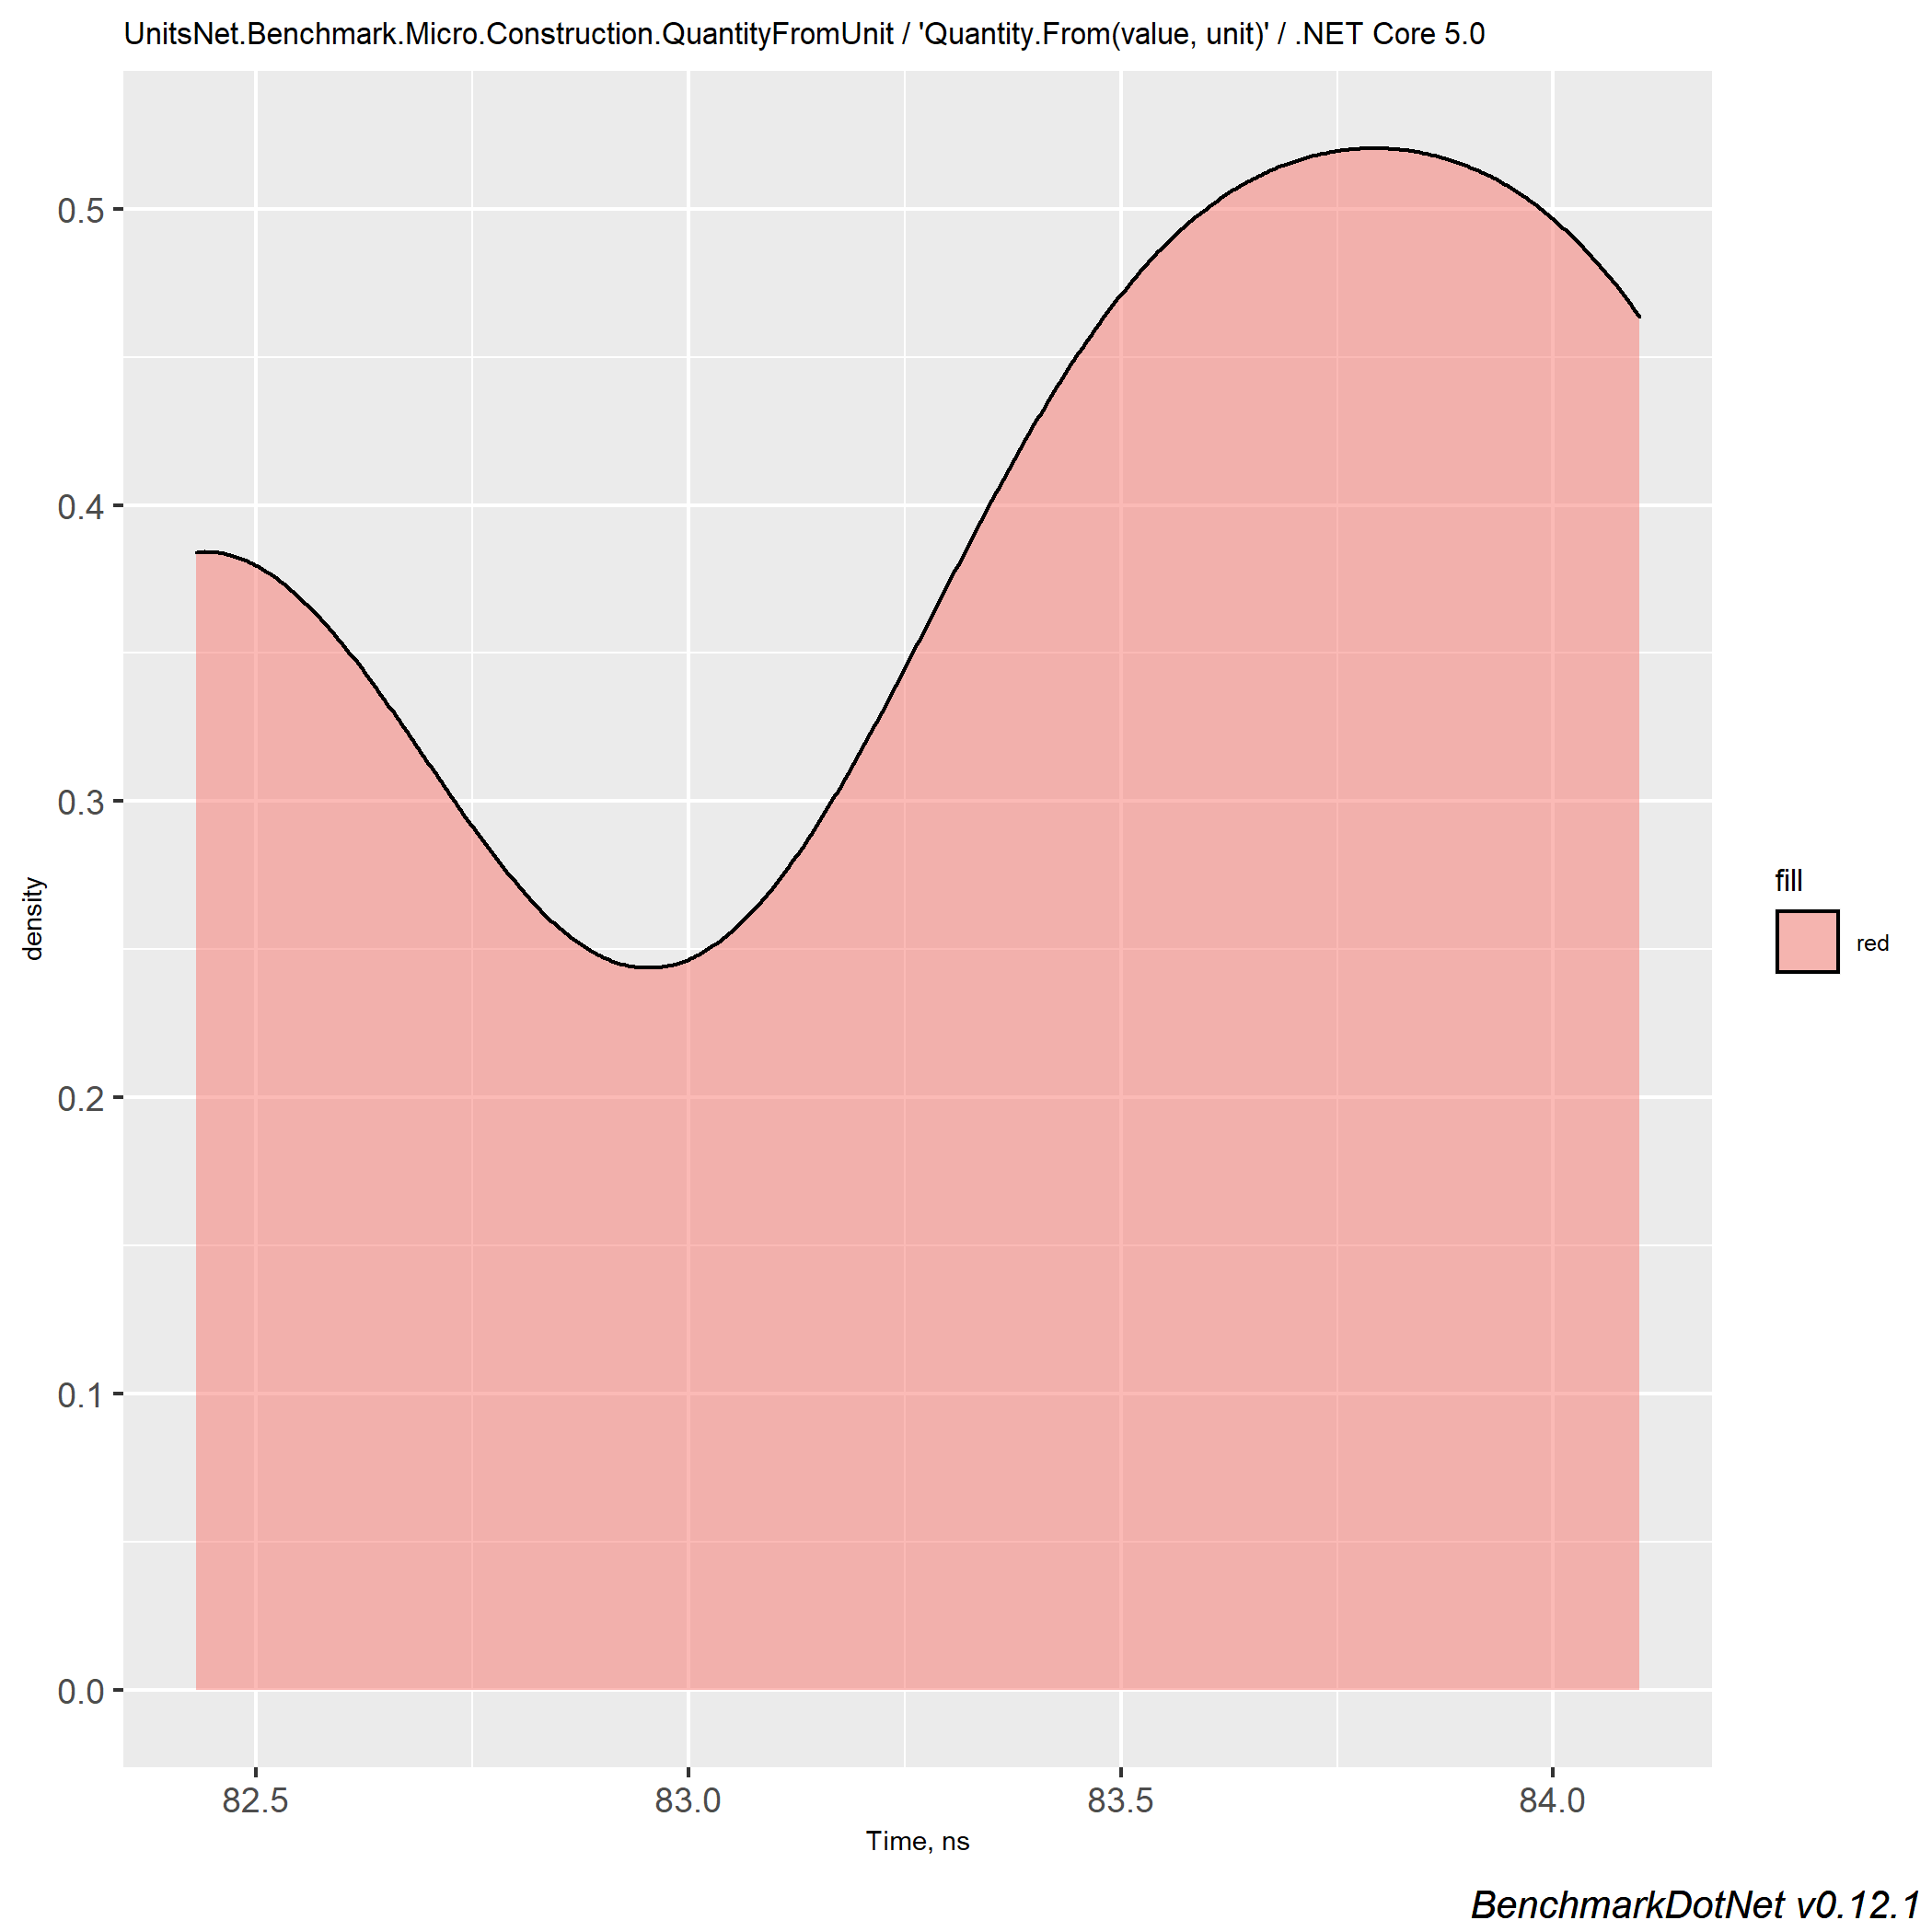 UnitsNet.Benchmark.Micro.Construction.QuantityFromUnit / 'Quantity.From(value, unit)' / .NET Core 5.0
0.5
0.4
0.3
0.2
0.1
0.0
density
82.5 83.0 83.5 84.0
Time, ns
fill
red
BenchmarkDotNet v0.12.1